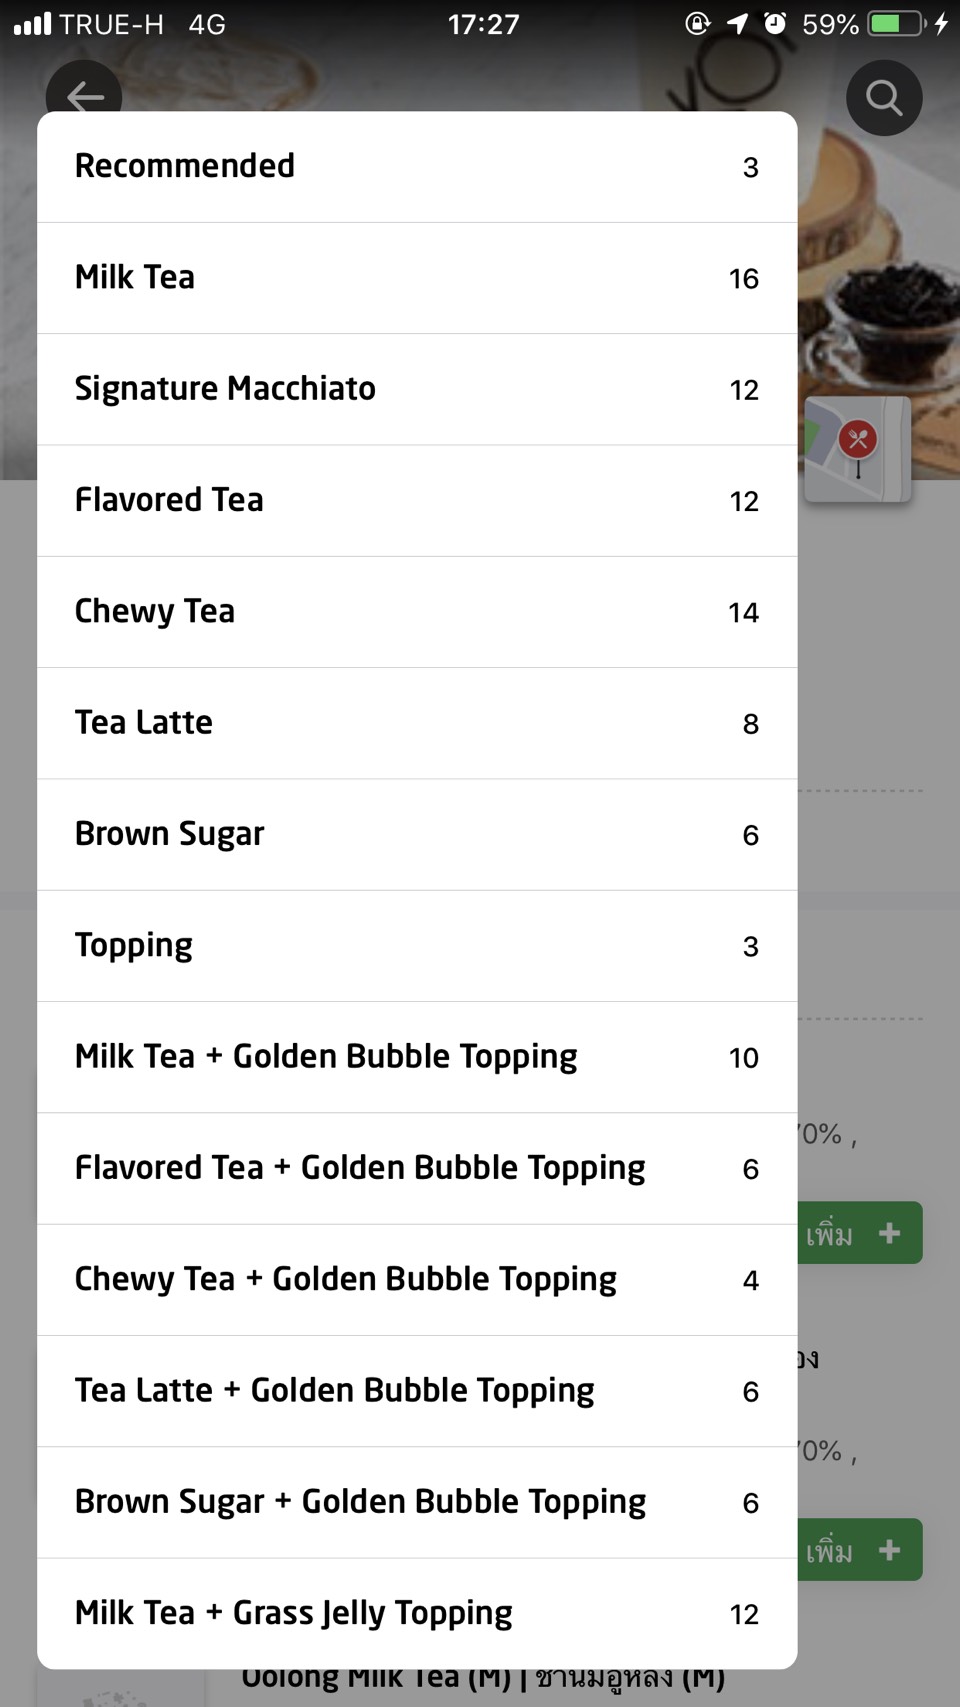 TRUE-H 4G 17:27 59%
KOI
Recommended 3
Milk Tea 16
Signature Macchiato 12
Flavored Tea 12
Chewy Tea 14
Tea Latte 8
Brown Sugar 6
Topping 3
Milk Tea + Golden Bubble Topping 10
70% ,
Flavored Tea + Golden Bubble Topping 6
เพิ่ม +
Chewy Tea + Golden Bubble Topping 4
Tea Latte + Golden Bubble Topping 6
70% ,
Brown Sugar + Golden Bubble Topping 6
เพิ่ม +
Milk Tea + Grass Jelly Topping 12
Oolong Milk Tea (M) | ชานมอูหลง (M)